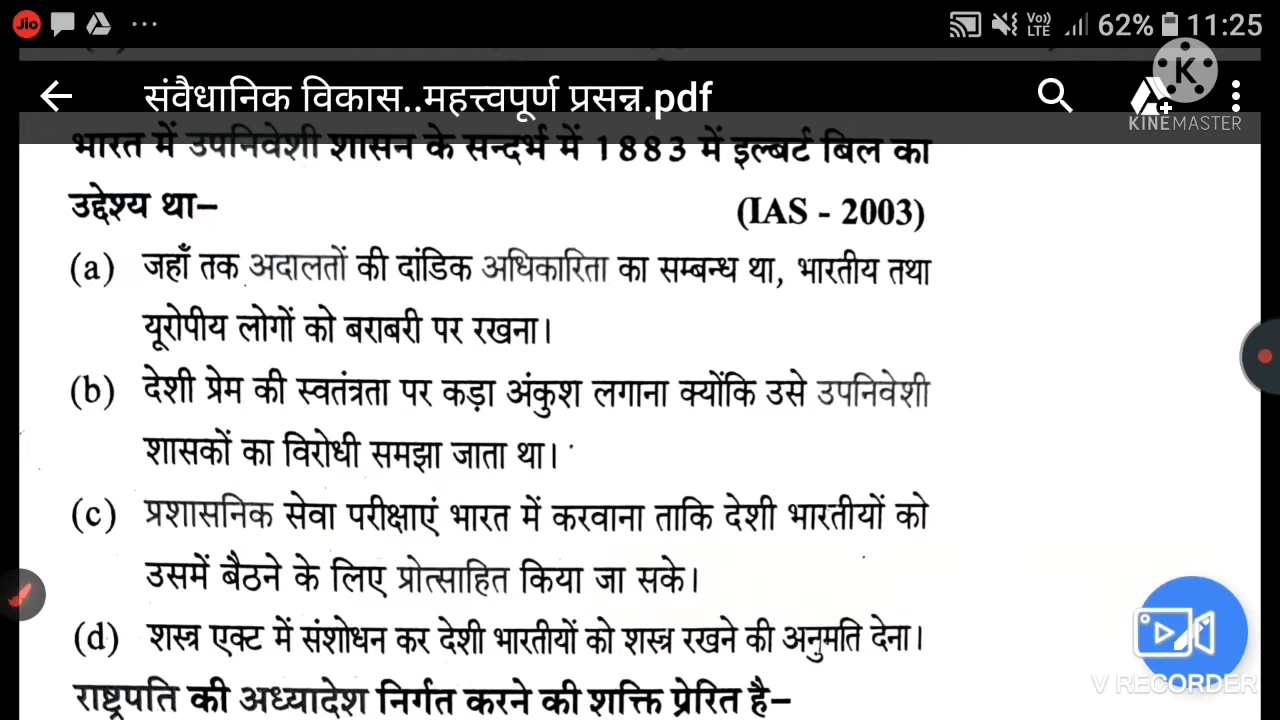 Jio ... Vo)) LTE 62% 11:25
संवैधानिक विकास..महत्त्वपूर्ण प्रसन्न.pdf
K
KINEMASTER
भारत में उपनिवेशी शासन के सन्दर्भ में 1883 में इल्बर्ट बिल का
उद्देश्य था– (IAS - 2003)
(a) जहाँ तक अदालतों की दांडिक अधिकारिता का सम्बन्ध था, भारतीय तथा
यूरोपीय लोगों को बराबरी पर रखना।
(b) देशी प्रेम की स्वतंत्रता पर कड़ा अंकुश लगाना क्योंकि उसे उपनिवेशी
शासकों का विरोधी समझा जाता था।
(c) प्रशासनिक सेवा परीक्षाएं भारत में करवाना ताकि देशी भारतीयों को
उसमें बैठने के लिए प्रोत्साहित किया जा सके।
(d) शस्त्र एक्ट में संशोधन कर देशी भारतीयों को शस्त्र रखने की अनुमति देना।
V RECORDER
राष्ट्रपति की अध्यादेश निर्गत करने की शक्ति प्रेरित है–